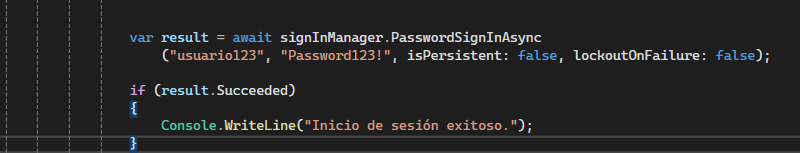 var result = await signInManager.PasswordSignInAsync
("usuario123", "Password123!", isPersistent: false, lockoutOnFailure: false);
if (result.Succeeded)
{
Console.WriteLine("Inicio de sesión exitoso.");
}